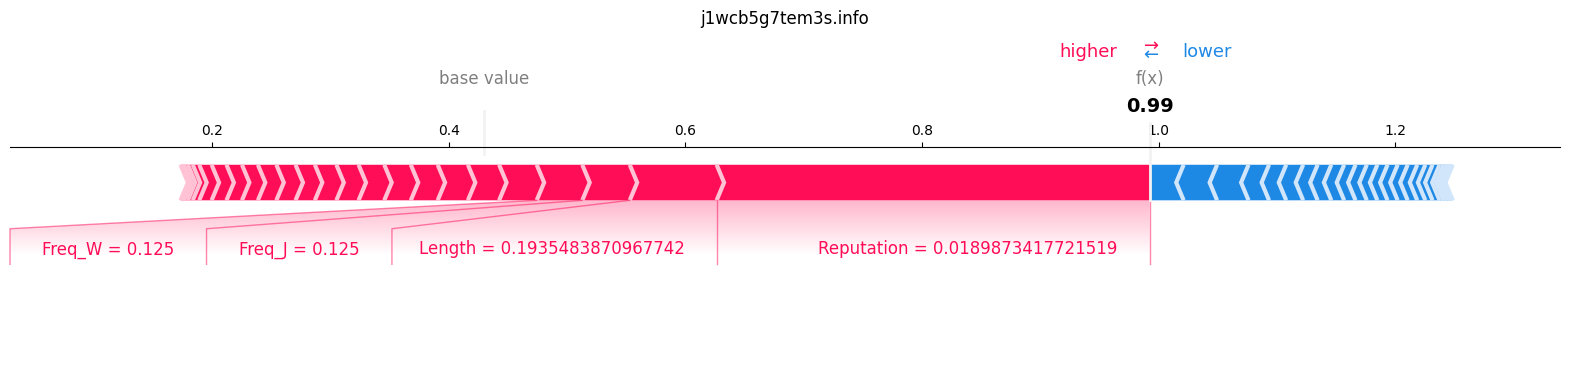 j1wcb5g7tem3s.info
higher → ← lower
base value f(x)
0.99
0.2 0.4 0.6 0.8 1.0 1.2
Freq_W = 0.125 Freq_J = 0.125 Length = 0.1935483870967742 Reputation = 0.0189873417721519